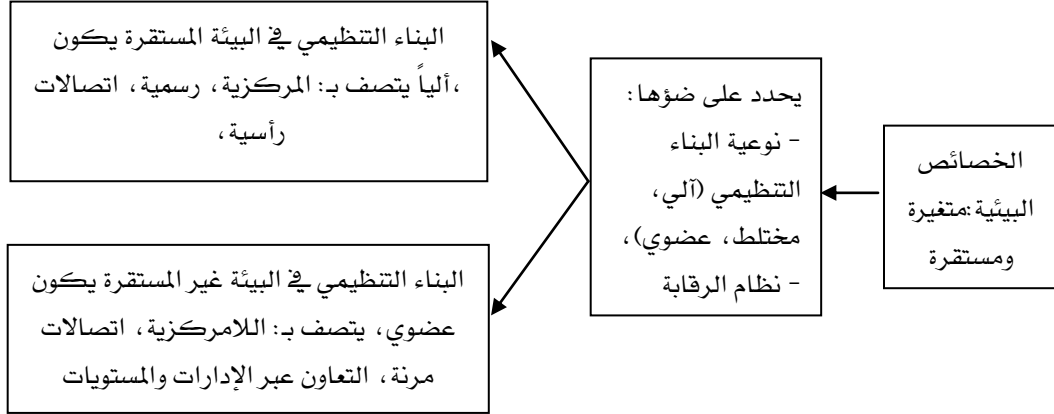 الخصائص
البيئية:متغيرة
ومستقرة
يحدد على ضؤها:
- نوعية البناء
التنظيمي (آلي،
مختلط، عضوي)،
- نظام الرقابة
البناء التنظيمي في البيئة المستقرة يكون
،ألياً يتصف بـ: المركزية، رسمية، اتصالات
رأسية،
البناء التنظيمي في البيئة غير المستقرة يكون
عضوي، يتصف بـ: اللامركزية، اتصالات
مرنة، التعاون عبر الإدارات والمستويات